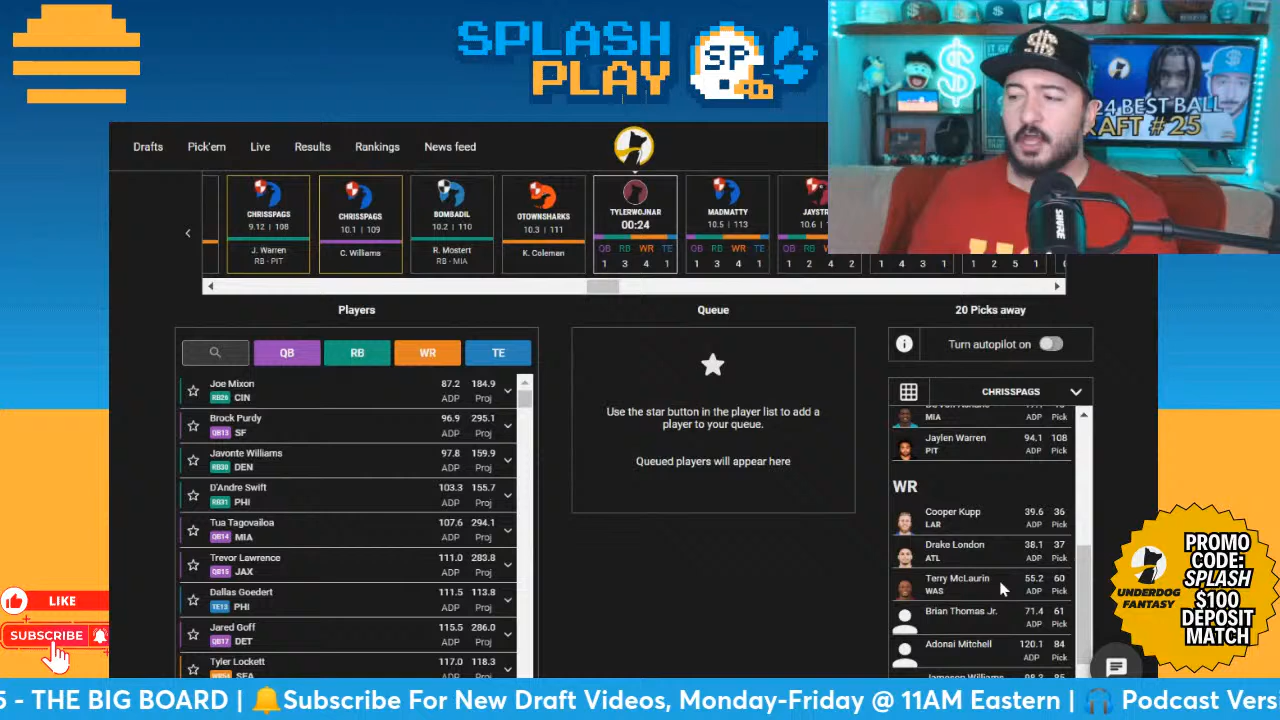 SPLASH
PLAY
SP
24 BEST BALL
DRAFT #25
SHURE
Drafts
Pick'em
Live
Results
Rankings
News feed
CHRISSPAGS
9.12 | 108
J. Warren
RB - PIT
CHRISSPAGS
10.1 | 109
C. Williams
BOMBADIL
10.2 | 110
R. Mostert
RB - MIA
OTOWNSHARKS
10.3 | 111
K. Coleman
TYLERWOJNAR
00:24
QB RB WR TE
1 3 4 1
MADMATTY
10.5 | 113
QB RB WR TE
1 3 4 1
JAYSTR
10.6 | 1
QB RB WR TE
1 2 4 2
1 4 3 1
1 2 5 1
Players
Queue
20 Picks away
QB
RB
WR
TE
Turn autopilot on
CHRISSPAGS
Joe Mixon
RB26 CIN
87.2 184.9
ADP Proj
Brock Purdy
QB13 SF
96.9 295.1
ADP Proj
Javonte Williams
RB30 DEN
97.8 159.9
ADP Proj
D'Andre Swift
RB31 PHI
103.3 155.7
ADP Proj
Tua Tagovailoa
QB14 MIA
107.6 294.1
ADP Proj
Trevor Lawrence
QB15 JAX
111.0 283.8
ADP Proj
Dallas Goedert
TE13 PHI
111.5 113.8
ADP Proj
Jared Goff
QB17 DET
115.5 286.0
ADP Proj
Tyler Lockett
SEA
117.0 118.3
ADP Proj
Use the star button in the player list to add a
player to your queue.
Queued players will appear here
MIA
ADP Pick
Jaylen Warren
PIT
94.1 108
ADP Pick
WR
Cooper Kupp
LAR
39.6 36
ADP Pick
Drake London
ATL
38.1 37
ADP Pick
Terry McLaurin
WAS
55.2 60
ADP Pick
Brian Thomas Jr.
71.4 61
ADP Pick
Adonai Mitchell
120.1 84
ADP Pick
Jameson Williams
98.2 85
LIKE
SUBSCRIBE
UNDERDOG
FANTASY
PROMO
CODE:
SPLASH
$100
DEPOSIT
MATCH
5 - THE BIG BOARD | 🔔Subscribe For New Draft Videos, Monday-Friday @ 11AM Eastern | 🎧 Podcast Vers